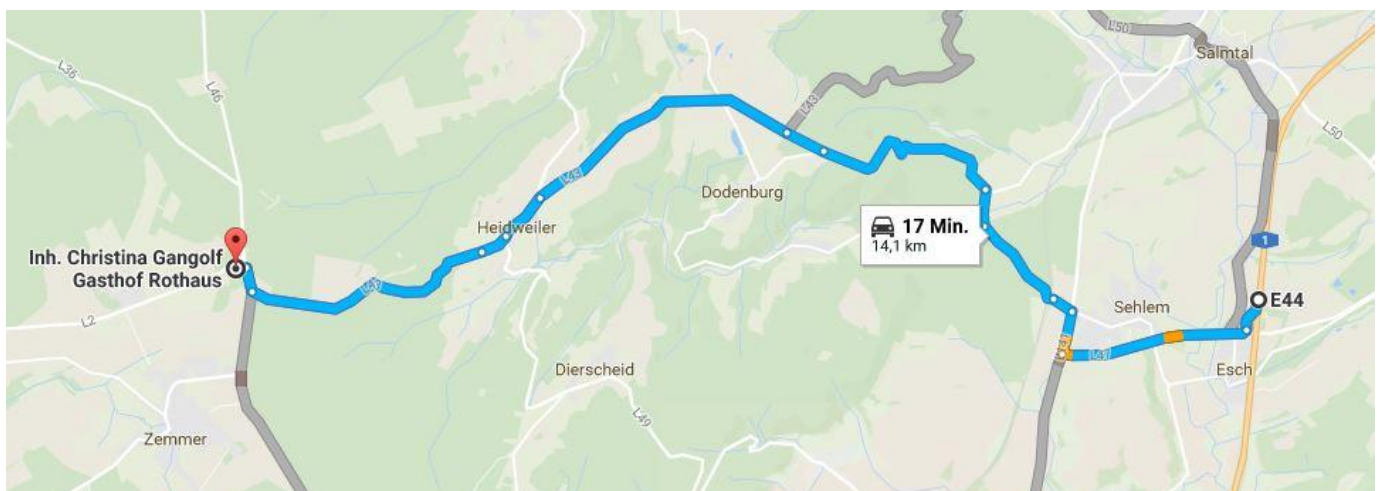 L50
Salmtal
L36
L46
L43
L50
L43
Dodenburg
Heidweiler
17 Min.
14,1 km
1
Inh. Christina Gangolf
Gasthof Rothaus
E44
L43
Sehlem
L2
L47
Dierscheid
Esch
L49
Zemmer